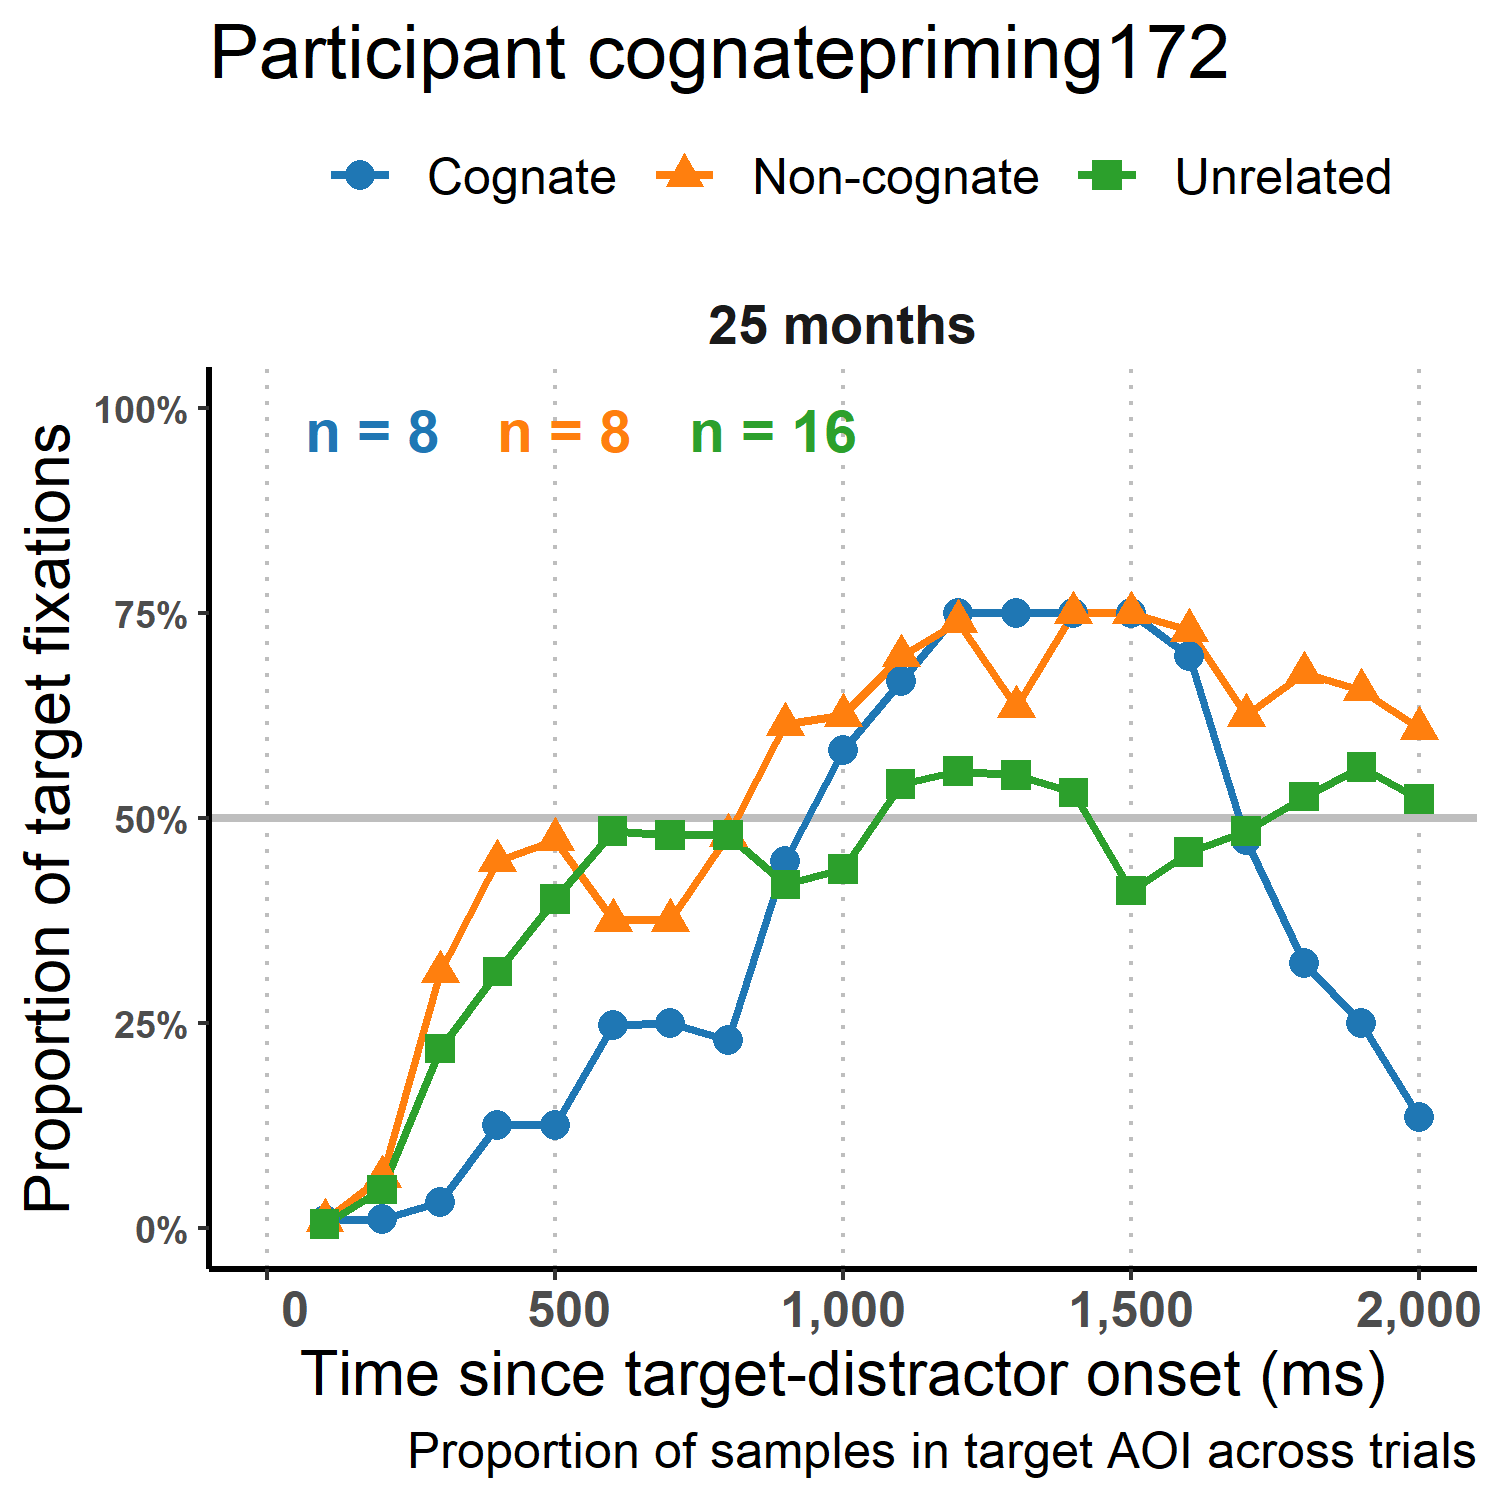 Participant cognatepriming172
Cognate Non-cognate Unrelated
25 months
n = 8 n = 8 n = 16
100%
75%
50%
25%
0%
Proportion of target fixations
0 500 1,000 1,500 2,000
Time since target-distractor onset (ms)
Proportion of samples in target AOI across trials